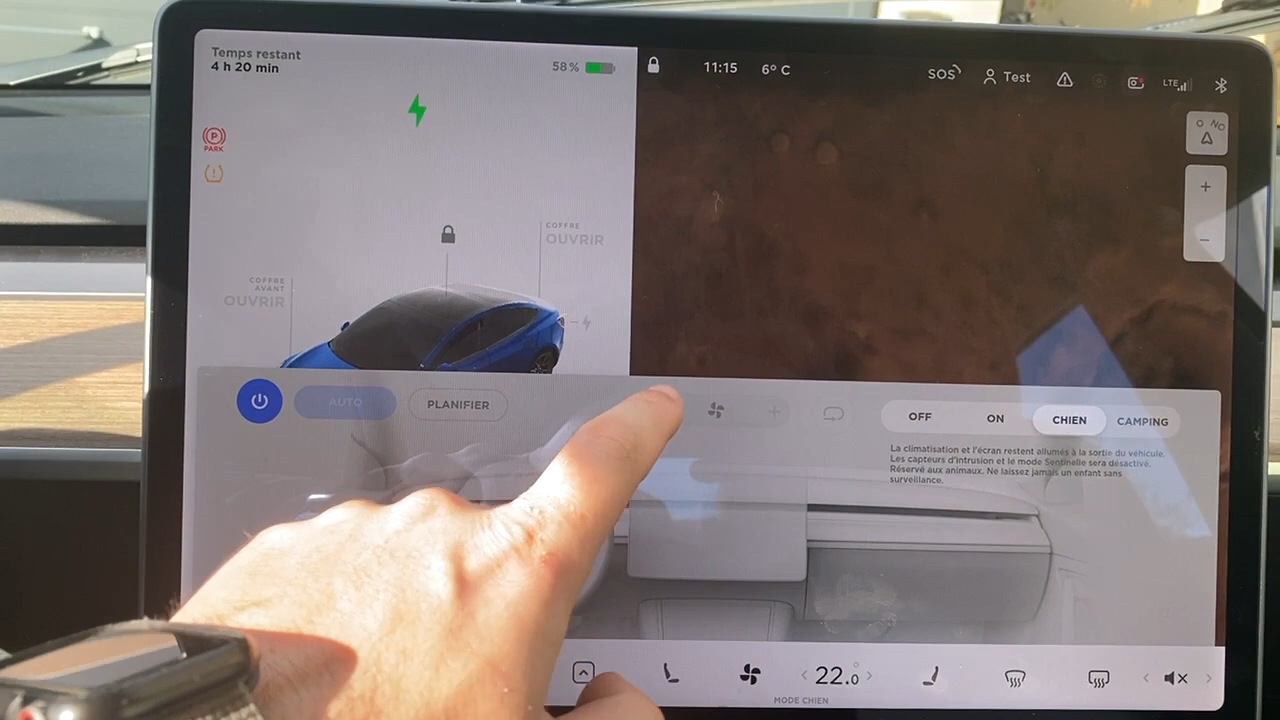 Temps restant
4 h 20 min
58 %
11:15
6° C
SOS
Test
LTE
PARK
NO
COFFRE
OUVRIR
COFFRE
AVANT
OUVRIR
AUTO
PLANIFIER
OFF
ON
CHIEN
CAMPING
La climatisation et l'écran restent allumés à la sortie du véhicule.
Les capteurs d'intrusion et le mode Sentinelle sera désactivé.
Réservé aux animaux. Ne laissez jamais un enfant sans
surveillance.
22.0°
MODE CHIEN